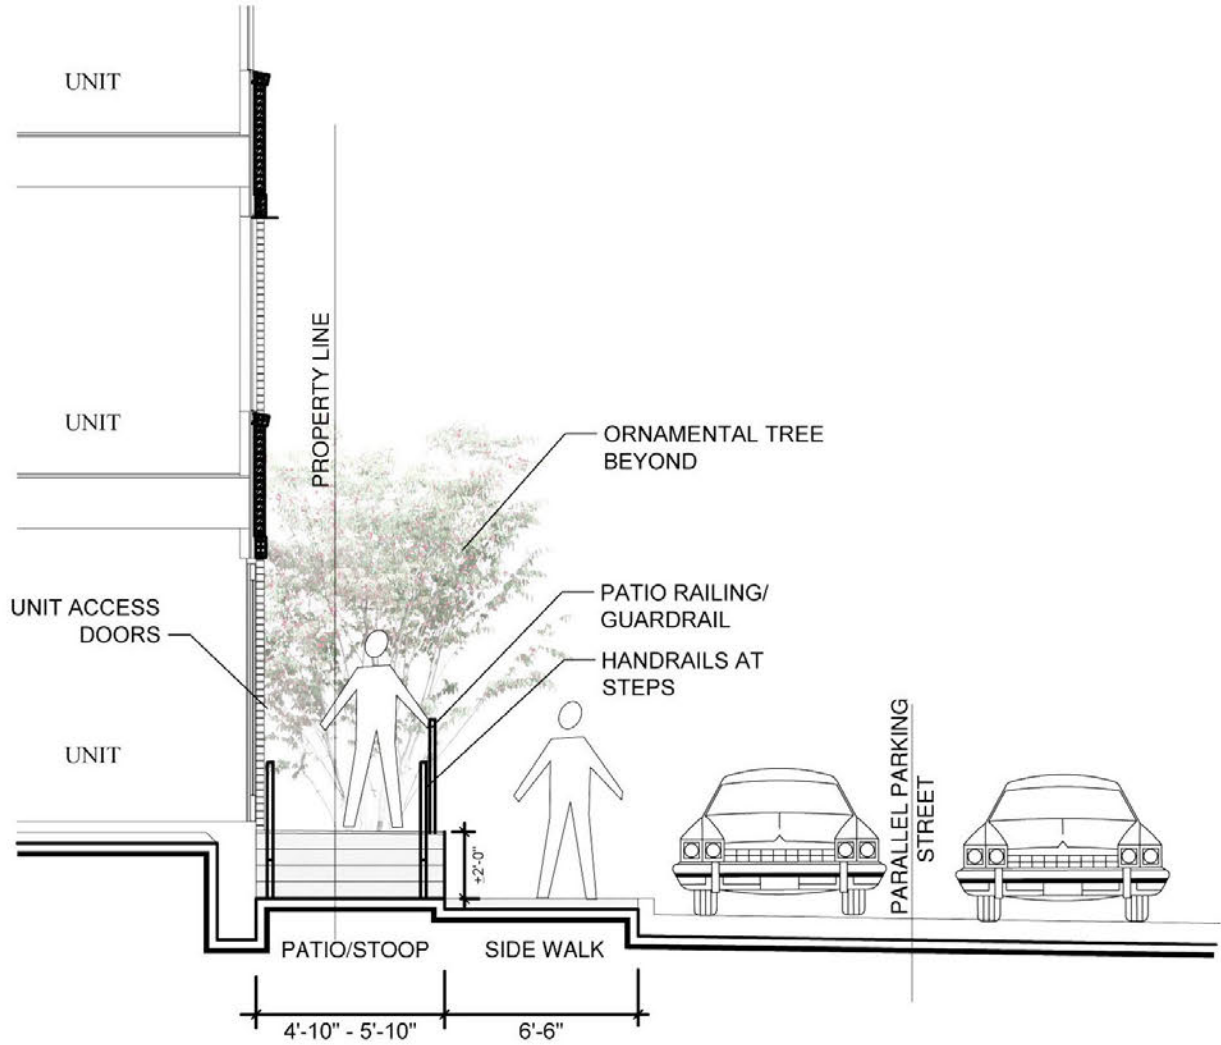 UNIT
PROPERTY LINE
UNIT
ORNAMENTAL TREE
BEYOND
UNIT ACCESS
DOORS
PATIO RAILING/
GUARDRAIL
HANDRAILS AT
STEPS
UNIT
PARALLEL PARKING
STREET
±2'-0"
PATIO/STOOP
SIDE WALK
4'-10" - 5'-10"
6'-6"